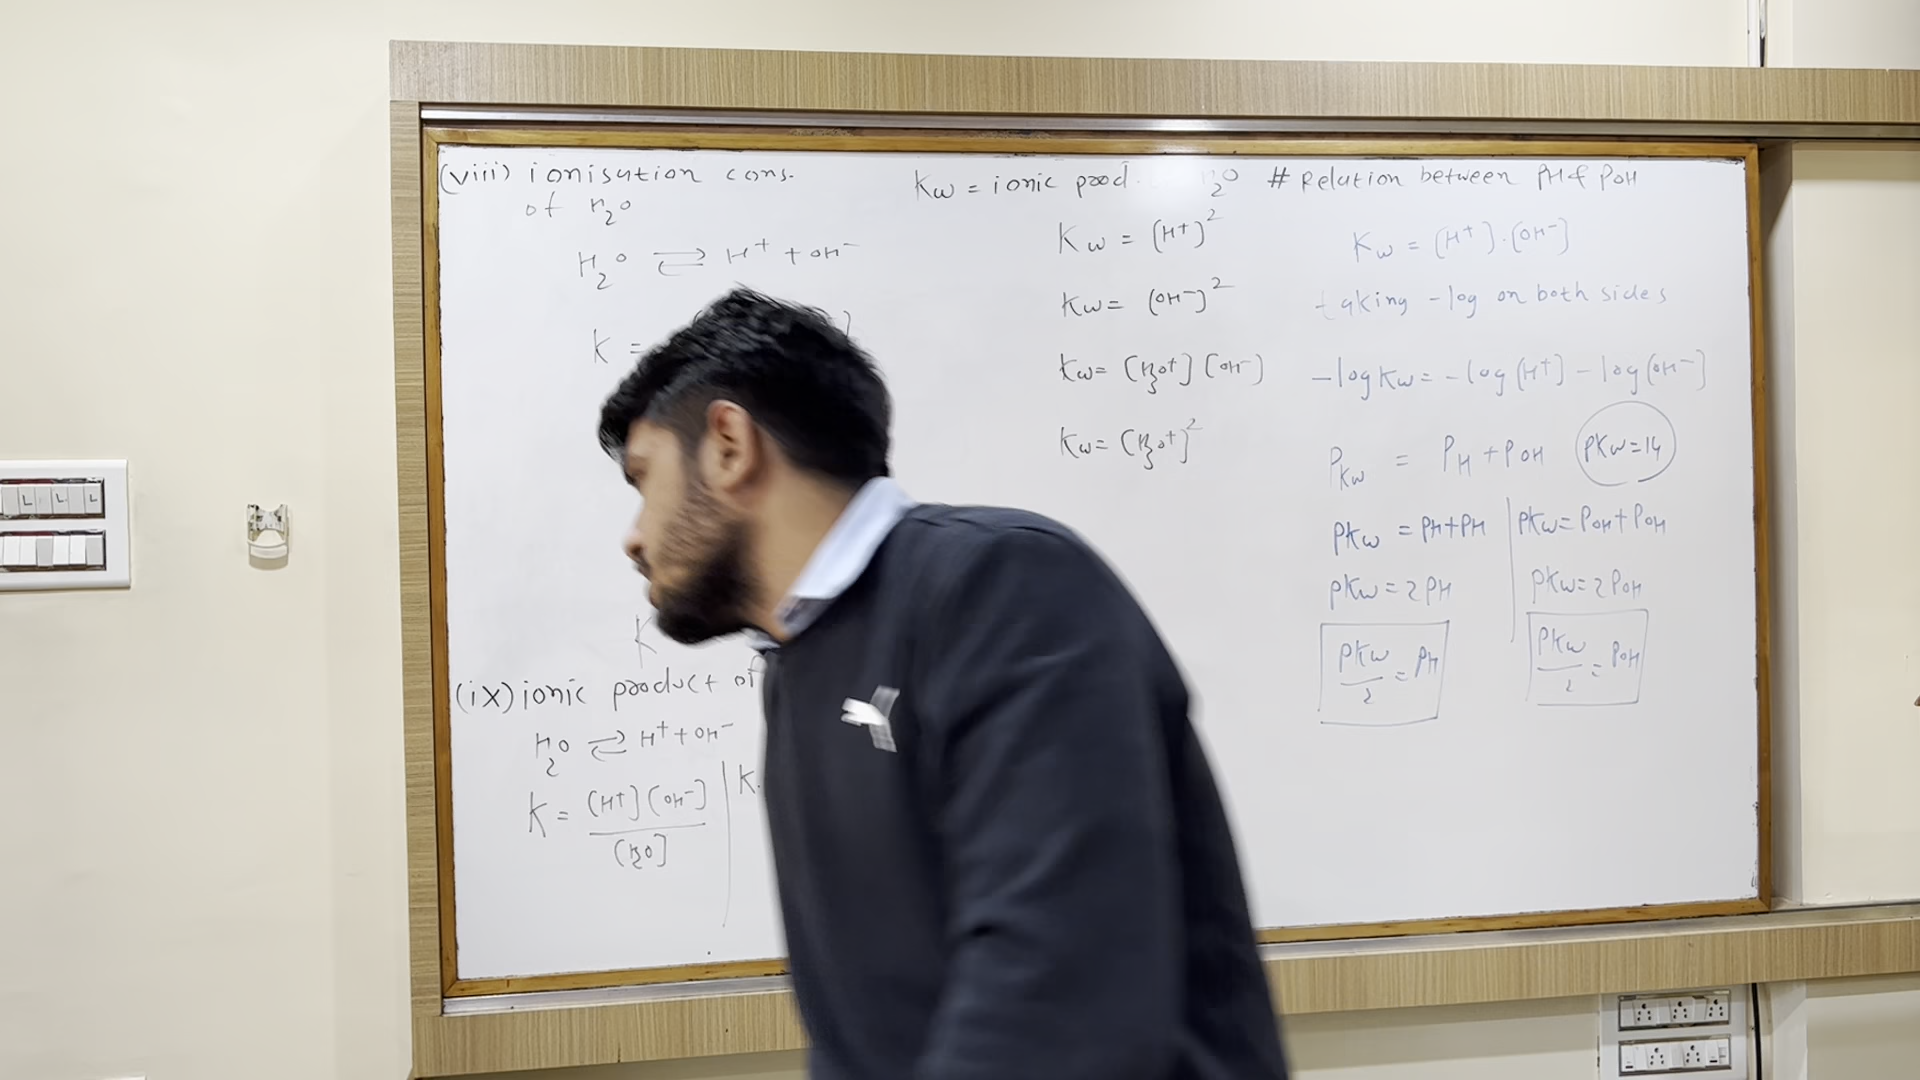 (viii) ionisution cons.
of H₂O
H₂O ⇌ H⁺ + OH⁻
K =
K
(ix) ionic product of
H₂O ⇌ H⁺ + OH⁻
K = (H⁺] (OH⁻] / (H₂O]
K
Kw = ionic prod. H₂O
Kw = (H⁺)²
Kw = (OH⁻)²
Kw = (H₃O⁺] (OH⁻)
Kw = (H₃O⁺]²
# Relation between PH & POH
Kw = (H⁺).[OH⁻]
taking -log on both sides
-log Kw = -log (H⁺] - log (OH⁻]
PKw = PH + POH
PKw = 14
PKw = PH + PH
PKw = 2 PH
PKw / 2 = PH
PKw = POH + POH
PKw = 2 POH
PKw / 2 = POH